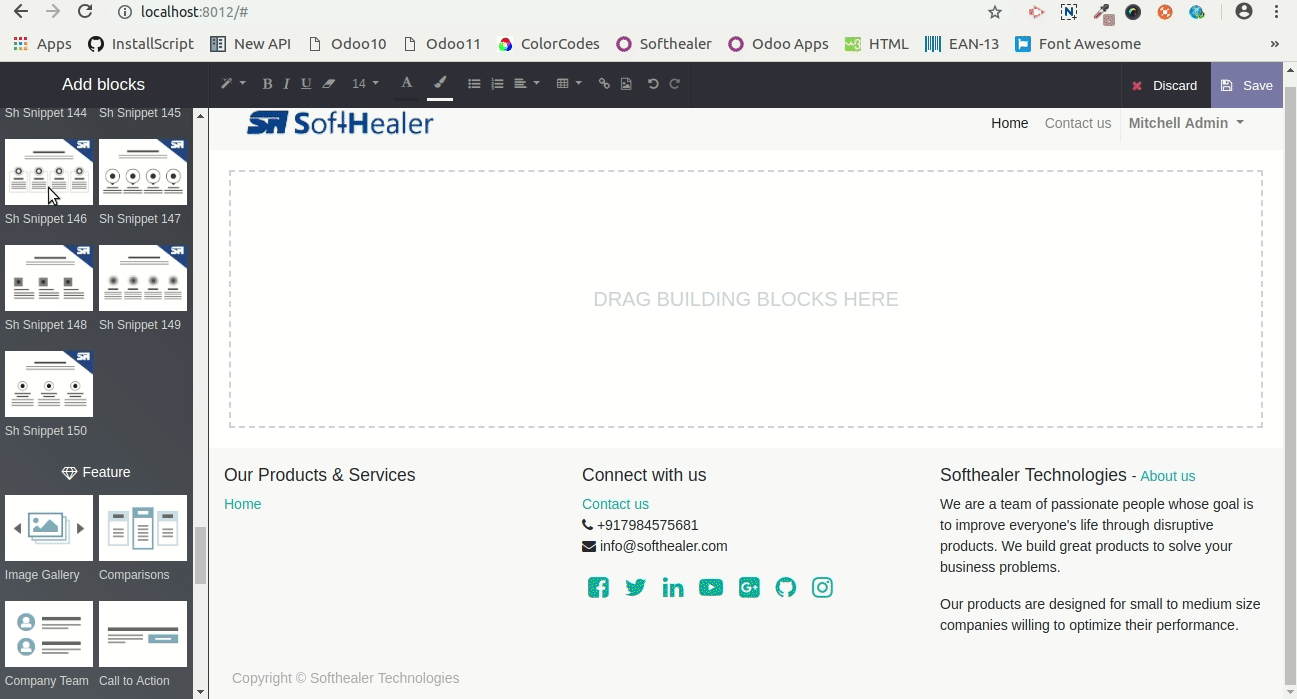 localhost:8012/#
Apps InstallScript New API Odoo10 Odoo11 ColorCodes Softhealer Odoo Apps HTML EAN-13 Font Awesome »
Add blocks
B I U 14 A
Discard Save
Sh Snippet 144 Sh Snippet 145
SoftHealer
Home Contact us Mitchell Admin
Sh Snippet 146 Sh Snippet 147
Sh Snippet 148 Sh Snippet 149
Sh Snippet 150
Feature
Image Gallery Comparisons
Company Team Call to Action
DRAG BUILDING BLOCKS HERE
Our Products & Services
Home
Connect with us
Contact us
+917984575681
info@softhealer.com
Softhealer Technologies - About us
We are a team of passionate people whose goal is
to improve everyone's life through disruptive
products. We build great products to solve your
business problems.
Our products are designed for small to medium size
companies willing to optimize their performance.
Copyright © Softhealer Technologies